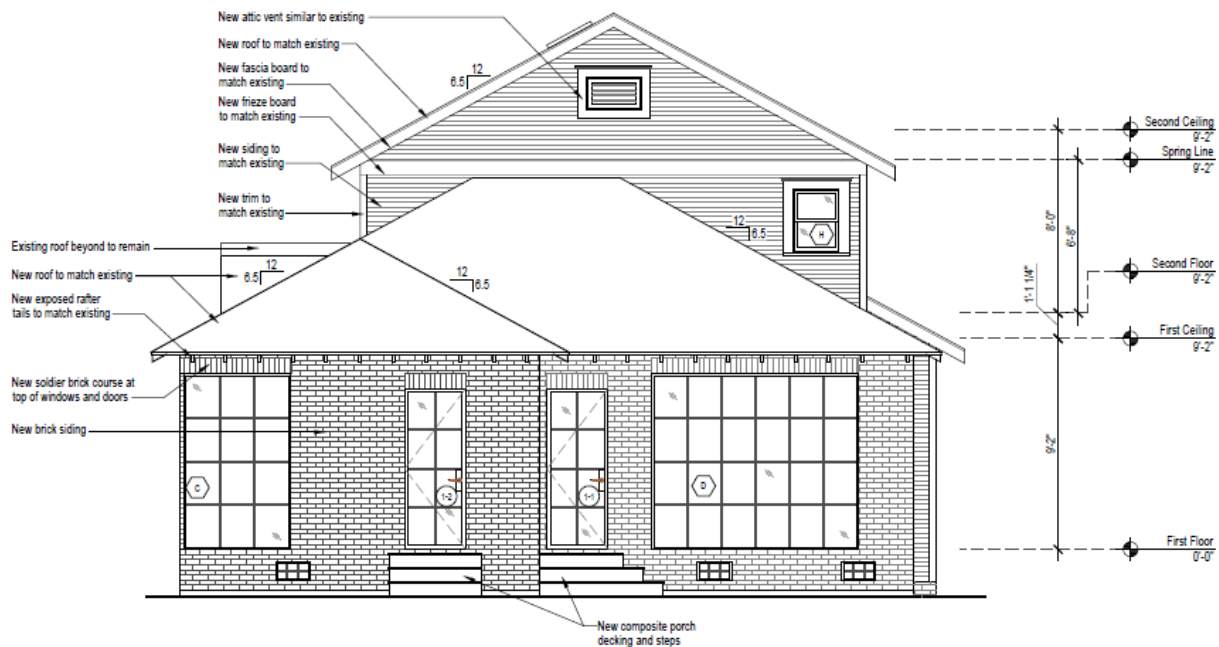 New attic vent similar to existing
New roof to match existing
New fascia board to
match existing
New frieze board
to match existing
New siding to
match existing
New trim to
match existing
Existing roof beyond to remain
New roof to match existing
New exposed rafter
tails to match existing
New soldier brick course at
top of windows and doors
New brick siding
New composite porch
decking and steps
12
6.5
12
6.5
12
6.5
12
6.5
H
C
1-2
1-1
D
8'-0"
6'-8"
1'-1 1/4"
9'-2"
Second Ceiling
9'-2"
Spring Line
9'-2"
Second Floor
9'-2"
First Ceiling
9'-2"
First Floor
0'-0"